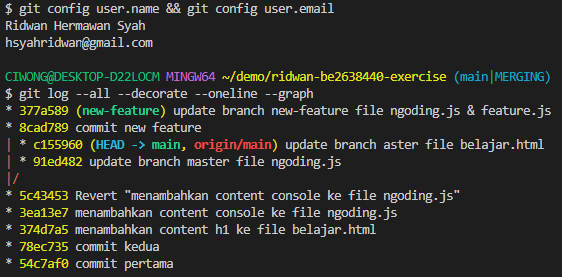 $ git config user.name && git config user.email
Ridwan Hermawan Syah
hsyahridwan@gmail.com
CIWONG@DESKTOP-D22LOCM MINGW64 ~/demo/ridwan-be2638440-exercise (main|MERGING)
$ git log --all --decorate --oneline --graph
* 377a589 (new-feature) update branch new-feature file ngoding.js & feature.js
* 8cad789 commit new feature
| * c155960 (HEAD -> main, origin/main) update branch aster file belajar.html
| * 91ed482 update branch master file ngoding.js
|/
* 5c43453 Revert "menambahkan content console ke file ngoding.js"
* 3ea13e7 menambahkan content console ke file ngoding.js
* 374d7a5 menambahkan content h1 ke file belajar.html
* 78ec735 commit kedua
* 54c7af0 commit pertama